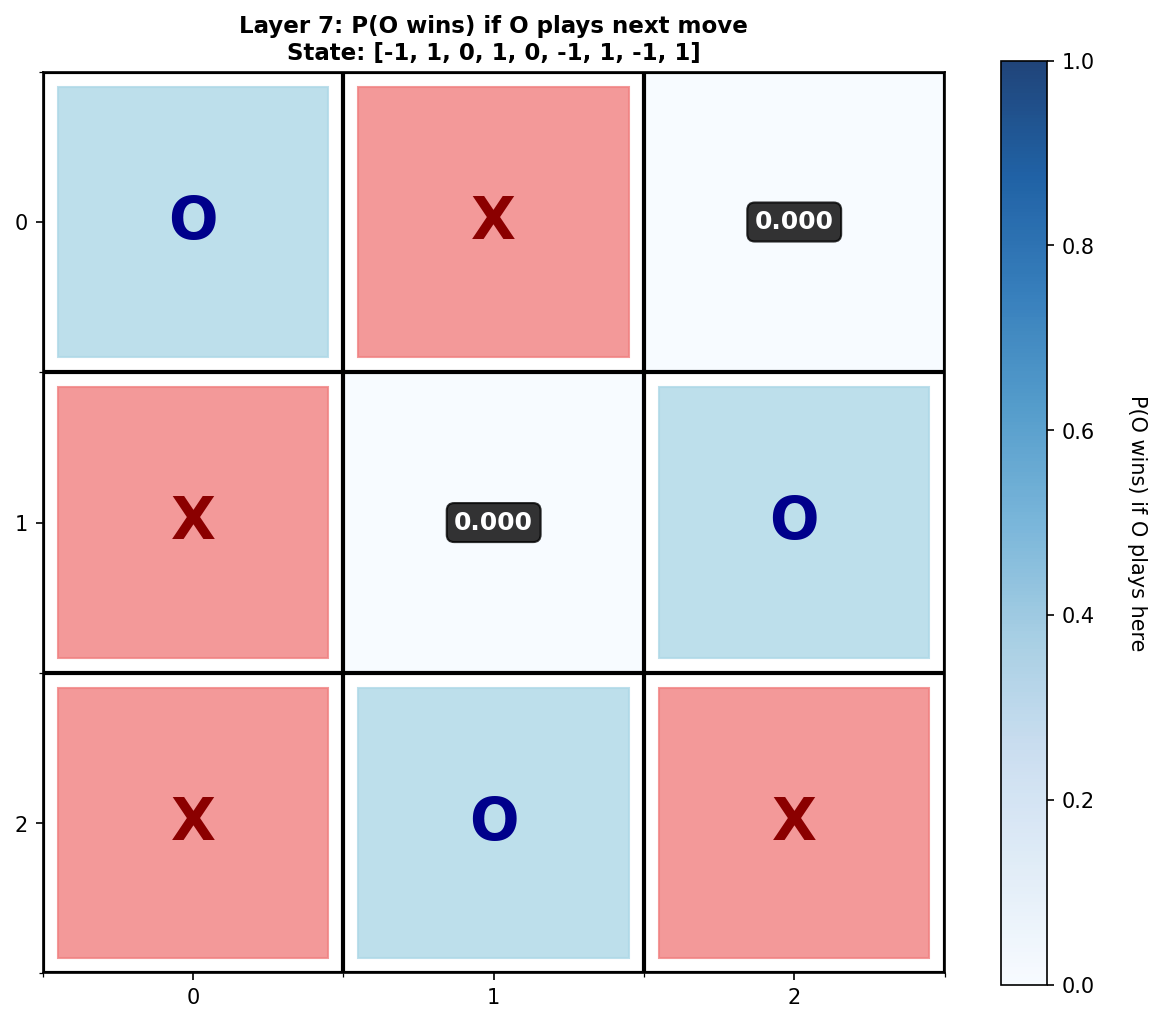 Layer 7: P(O wins) if O plays next move
State: [-1, 1, 0, 1, 0, -1, 1, -1, 1]
0
O
X
0.000
1
X
0.000
O
2
X
O
X
0
1
2
1.0
0.8
0.6
0.4
0.2
0.0
P(O wins) if O plays here